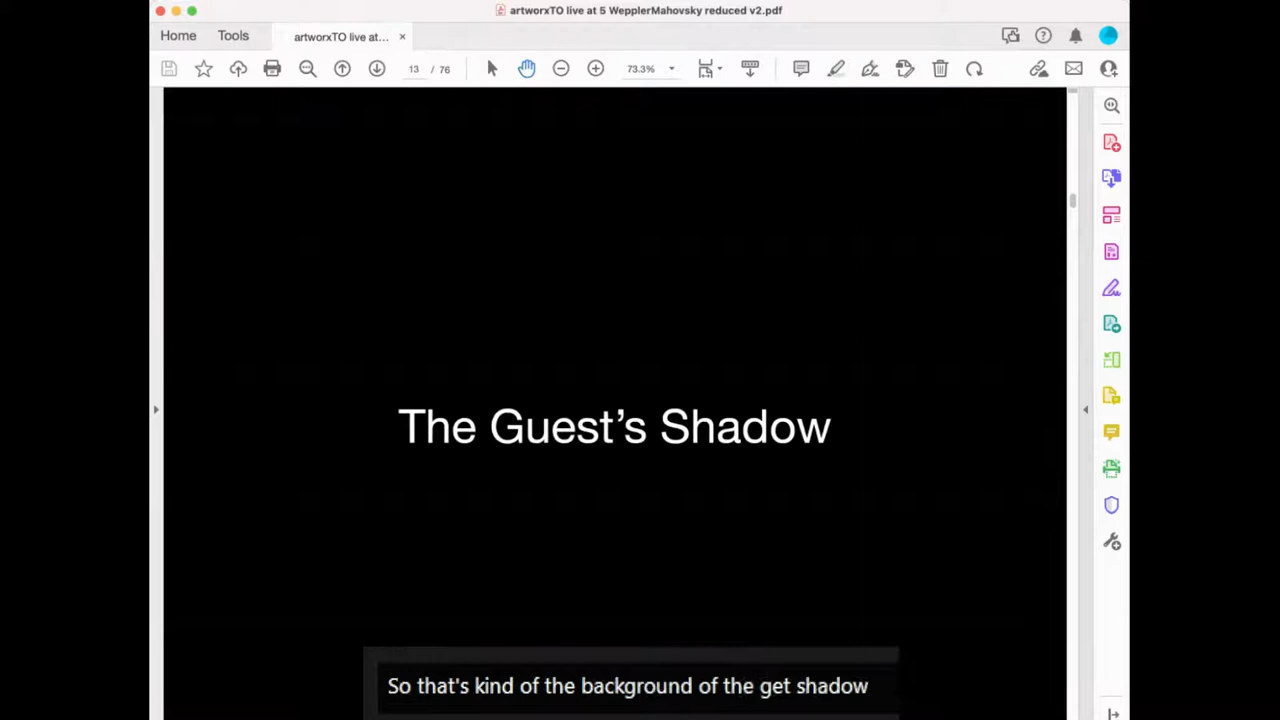 artworxTO live at 5 WepplerMahovsky reduced v2.pdf
Home Tools artworxTO live at... ×
13 / 76 73.3%
The Guest’s Shadow
So that's kind of the background of the get shadow